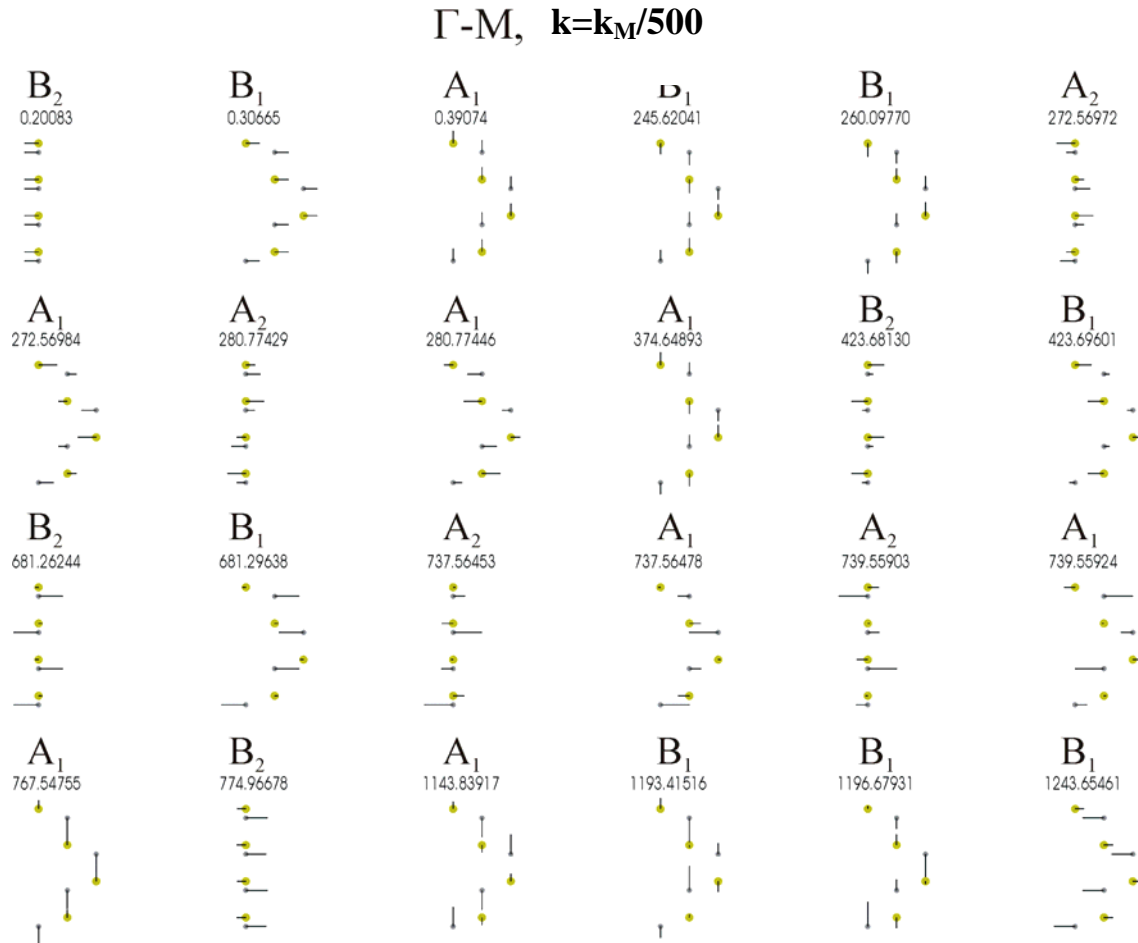 Γ-M, k=k_M/500
B₂ B₁ A₁ B₁ B₁ A₂
0.20083 0.30665 0.39074 245.62041 260.09770 272.56972
A₁ A₂ A₁ A₁ B₂ B₁
272.56984 280.77429 280.77446 374.64893 423.68130 423.69601
B₂ B₁ A₂ A₁ A₂ A₁
681.26244 681.29638 737.56453 737.56478 739.55903 739.55924
A₁ B₂ A₁ B₁ B₁ B₁
767.54755 774.96678 1143.83917 1193.41516 1196.67931 1243.65461